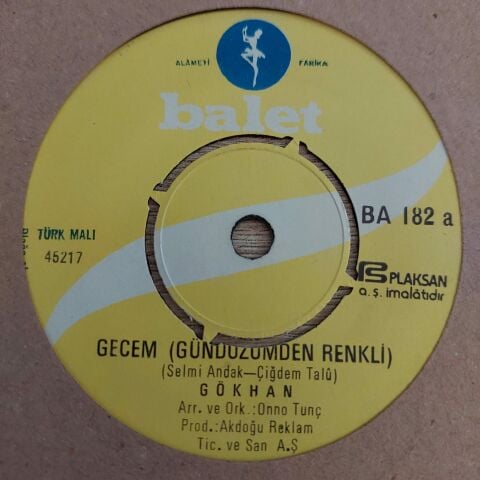 ALAMETİ FARİKA
balet
BA 182 a
TÜRK MALI
45217
PLAKSAN
a.ş. imalâtıdır
GECEM (GÜNDÜZÜMDEN RENKLİ)
(Selmi Andak—Çiğdem Talû)
GÖKHAN
Arr. ve Ork.:Onno Tunç
Prod.:Akdoğu Reklam
Tic. ve San A.Ş